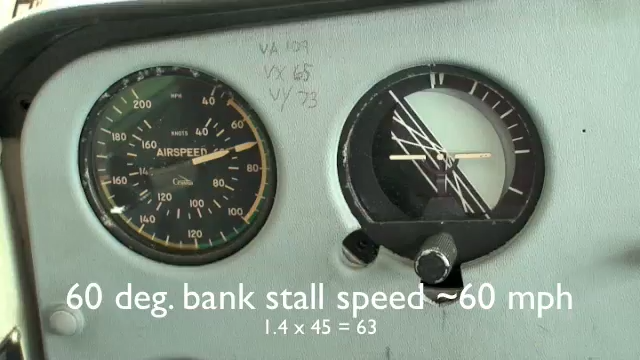 VA 109
VX 65
VY 73
200 MPH 40
180 KNOTS 40 60
160 AIRSPEED
140 80
160 Cessna 80
120 100
140 100
120
60 deg. bank stall speed ~60 mph
1.4 x 45 = 63